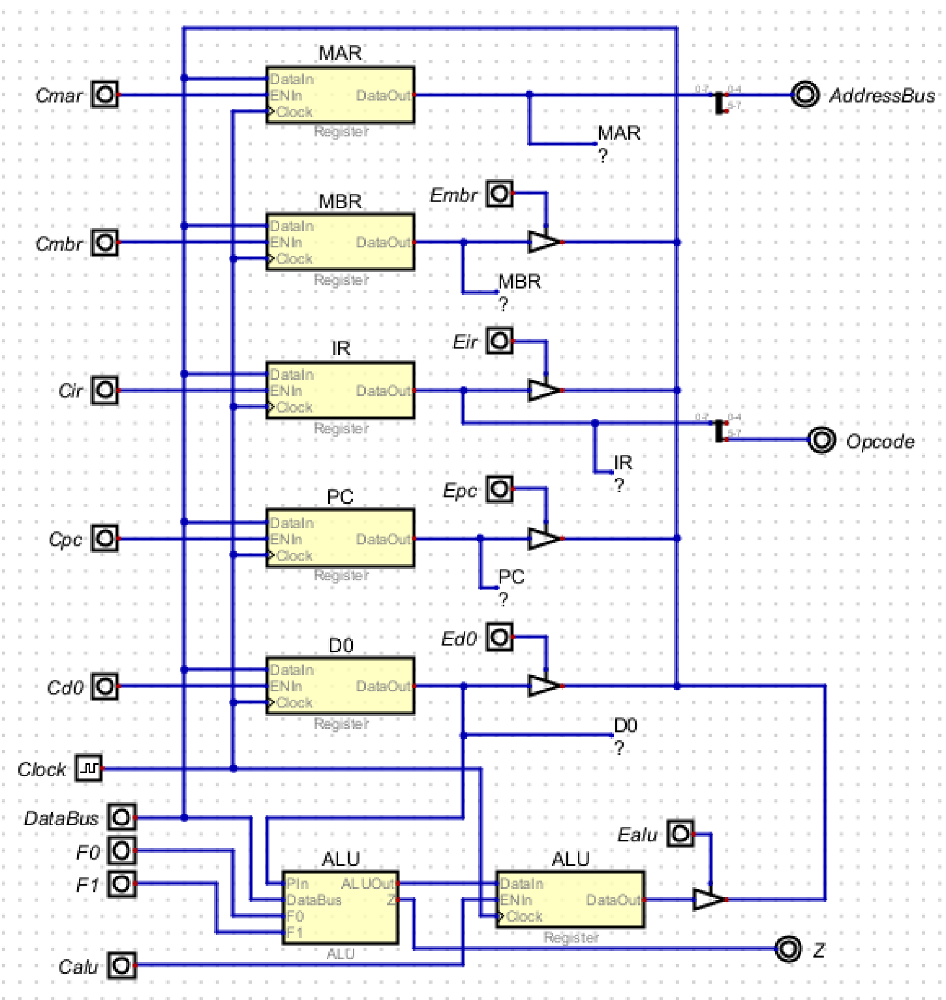 MAR
Cmar
DataIn
ENIn
Clock
DataOut
Register
0-7
0-4
5-7
AddressBus
MAR
?
MBR
Embr
Cmbr
DataIn
ENIn
Clock
DataOut
Register
MBR
?
IR
Eir
Cir
DataIn
ENIn
Clock
DataOut
Register
0-7
0-4
5-7
Opcode
IR
?
PC
Epc
Cpc
DataIn
ENIn
Clock
DataOut
Register
PC
?
D0
Ed0
Cd0
DataIn
ENIn
Clock
DataOut
Register
D0
?
Clock
DataBus
F0
F1
Calu
ALU
PIn
DataBus
F0
F1
ALUOut
Z
ALU
Ealu
ALU
DataIn
ENIn
Clock
DataOut
Register
Z